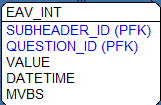 EAV_INT
SUBHEADER_ID (PFK)
QUESTION_ID (PFK)
VALUE
DATETIME
MVBS